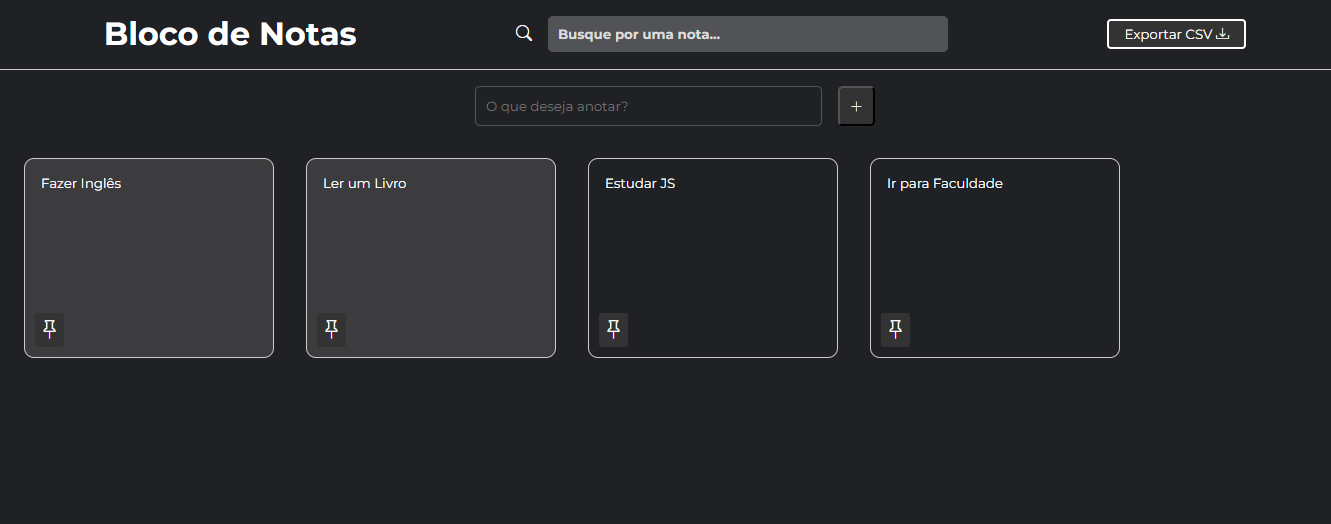 Bloco de Notas
Busque por uma nota...
Exportar CSV
O que deseja anotar?
+
Fazer Inglês
Ler um Livro
Estudar JS
Ir para Faculdade